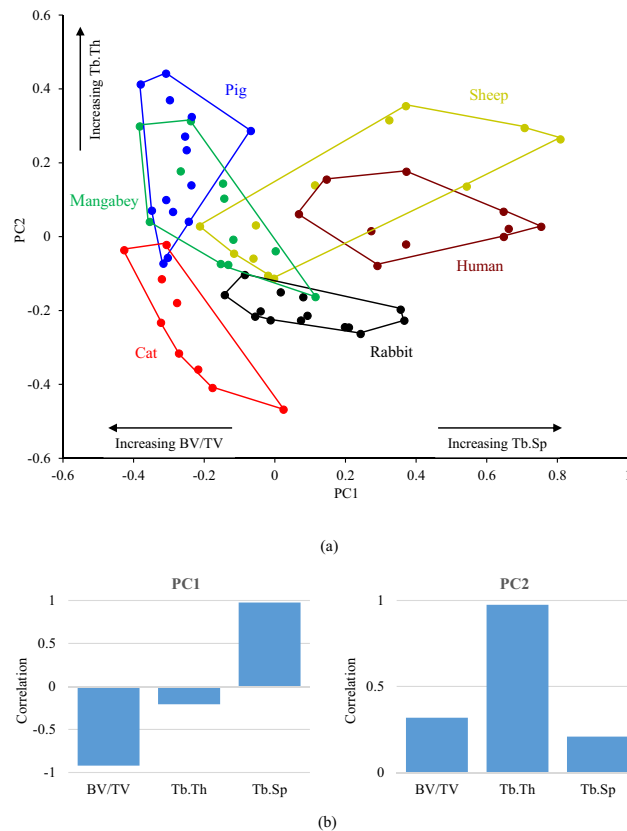 0.6
Increasing Tb.Th
0.4
Pig
Sheep
0.2
Mangabey
PC2
0
Human
-0.2
Rabbit
Cat
-0.4
Increasing BV/TV
Increasing Tb.Sp
-0.6
-0.6 -0.4 -0.2 0 0.2 0.4 0.6 0.8 1
PC1
(a)
PC1
1
0.5
0
-0.5
-1
Correlation
BV/TV Tb.Th Tb.Sp
PC2
1
0.5
0
Correlation
BV/TV Tb.Th Tb.Sp
(b)